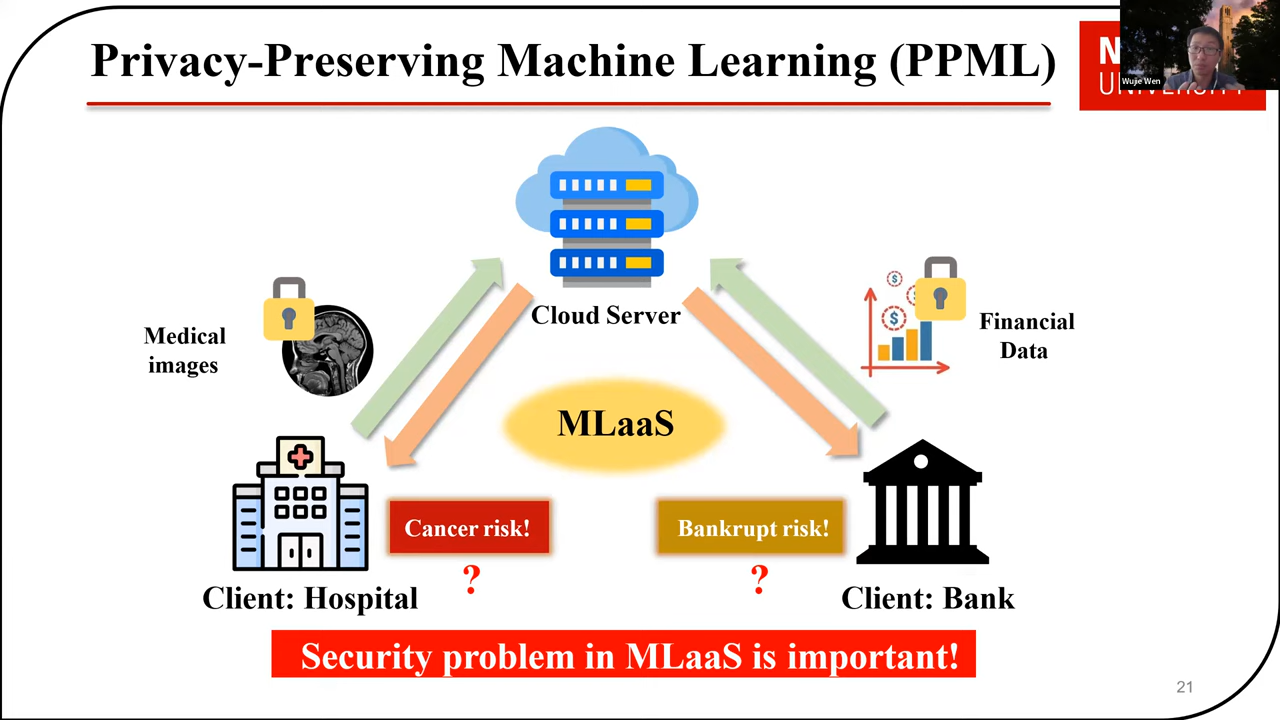 Privacy-Preserving Machine Learning (PPML)
Wujie Wen
Cloud Server
Medical
images
Financial
Data
MLaaS
Cancer risk!
Bankrupt risk!
?
?
Client: Hospital
Client: Bank
Security problem in MLaaS is important!
21